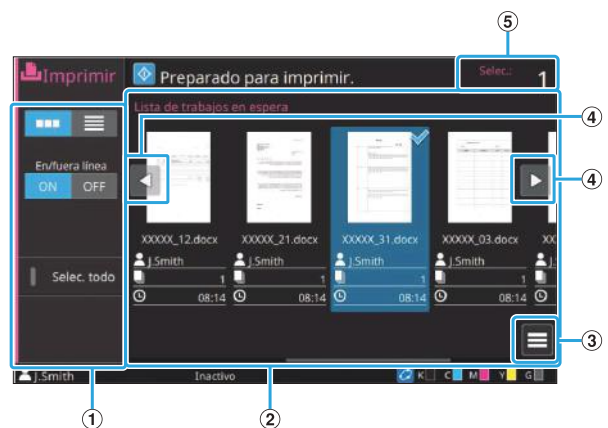 ⑤
Imprimir
Preparado para imprimir.
Selec.:
1
Lista de trabajos en espera
④
En/fuera línea
ON OFF
④
XXXXX_12.docx XXXXX_21.docx XXXXX_31.docx XXXXX_03.docx XX
J.Smith J.Smith J.Smith J.Smith J.
1 1 1 1
08:14 08:14 08:14 08:14
Selec. todo
③
J.Smith Inactivo K C M Y G
① ②